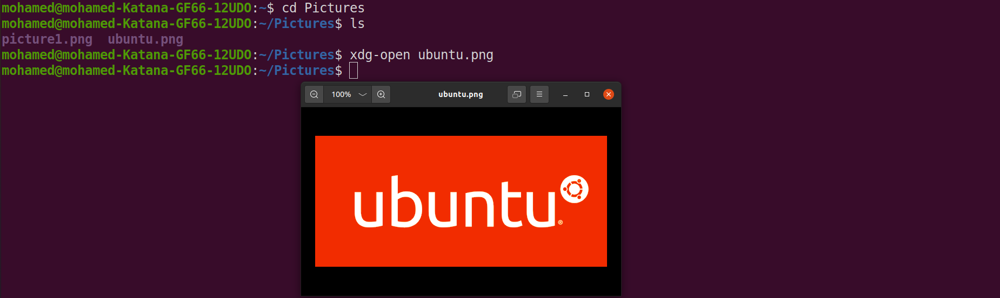 mohamed@mohamed-Katana-GF66-12UDO:~$ cd Pictures
mohamed@mohamed-Katana-GF66-12UDO:~/Pictures$ ls
picture1.png  ubuntu.png
mohamed@mohamed-Katana-GF66-12UDO:~/Pictures$ xdg-open ubuntu.png
mohamed@mohamed-Katana-GF66-12UDO:~/Pictures$
100% ubuntu.png
ubuntu®